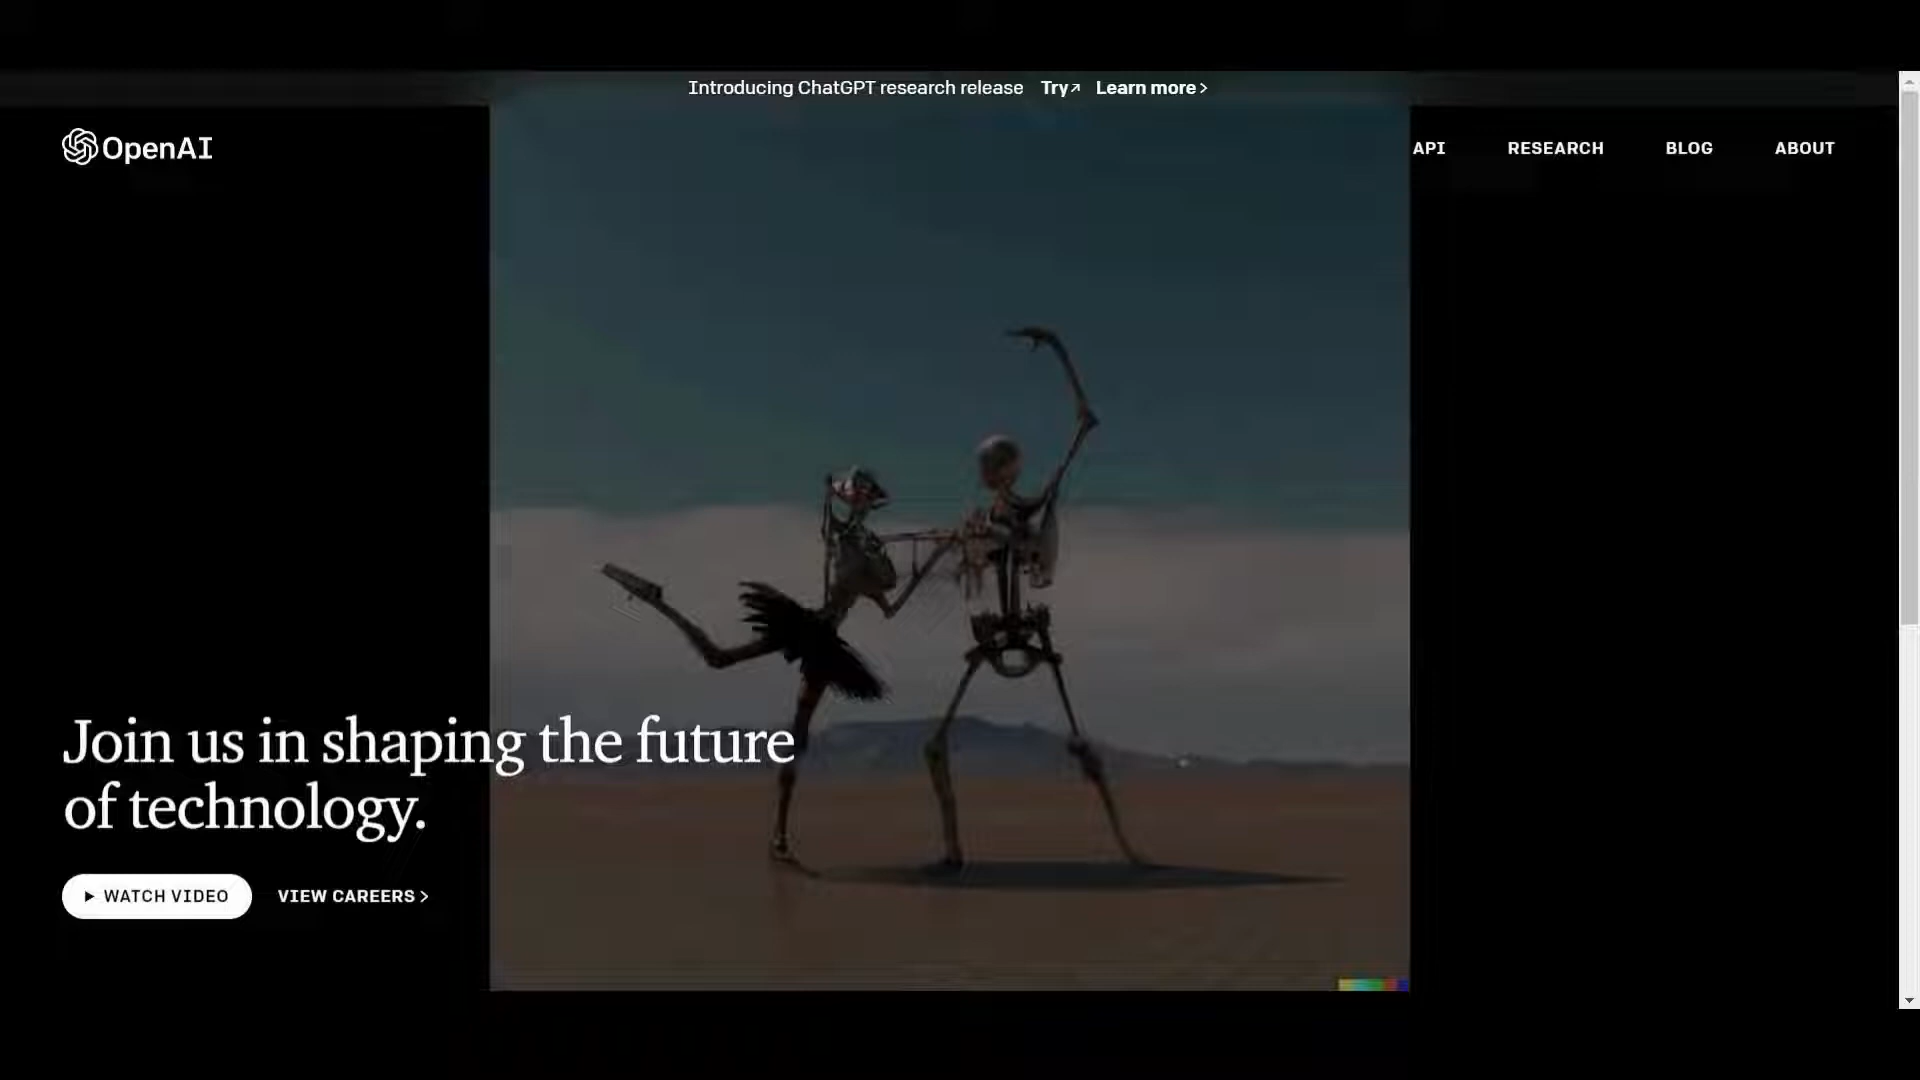 Introducing ChatGPT research release Try↗ Learn more >
OpenAI
API RESEARCH BLOG ABOUT
Join us in shaping the future
of technology.
WATCH VIDEO VIEW CAREERS >